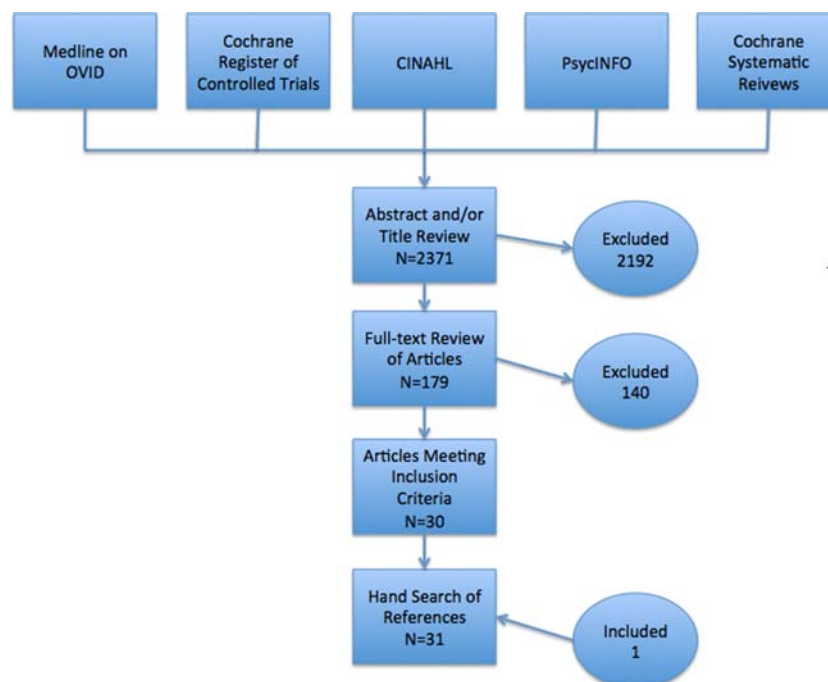 Medline on
OVID
Cochrane
Register of
Controlled Trials
CINAHL
PsycINFO
Cochrane
Systematic
Reivews
Abstract and/or
Title Review
N=2371
Excluded
2192
Full-text Review
of Articles
N=179
Excluded
140
Articles Meeting
Inclusion
Criteria
N=30
Hand Search of
References
N=31
Included
1